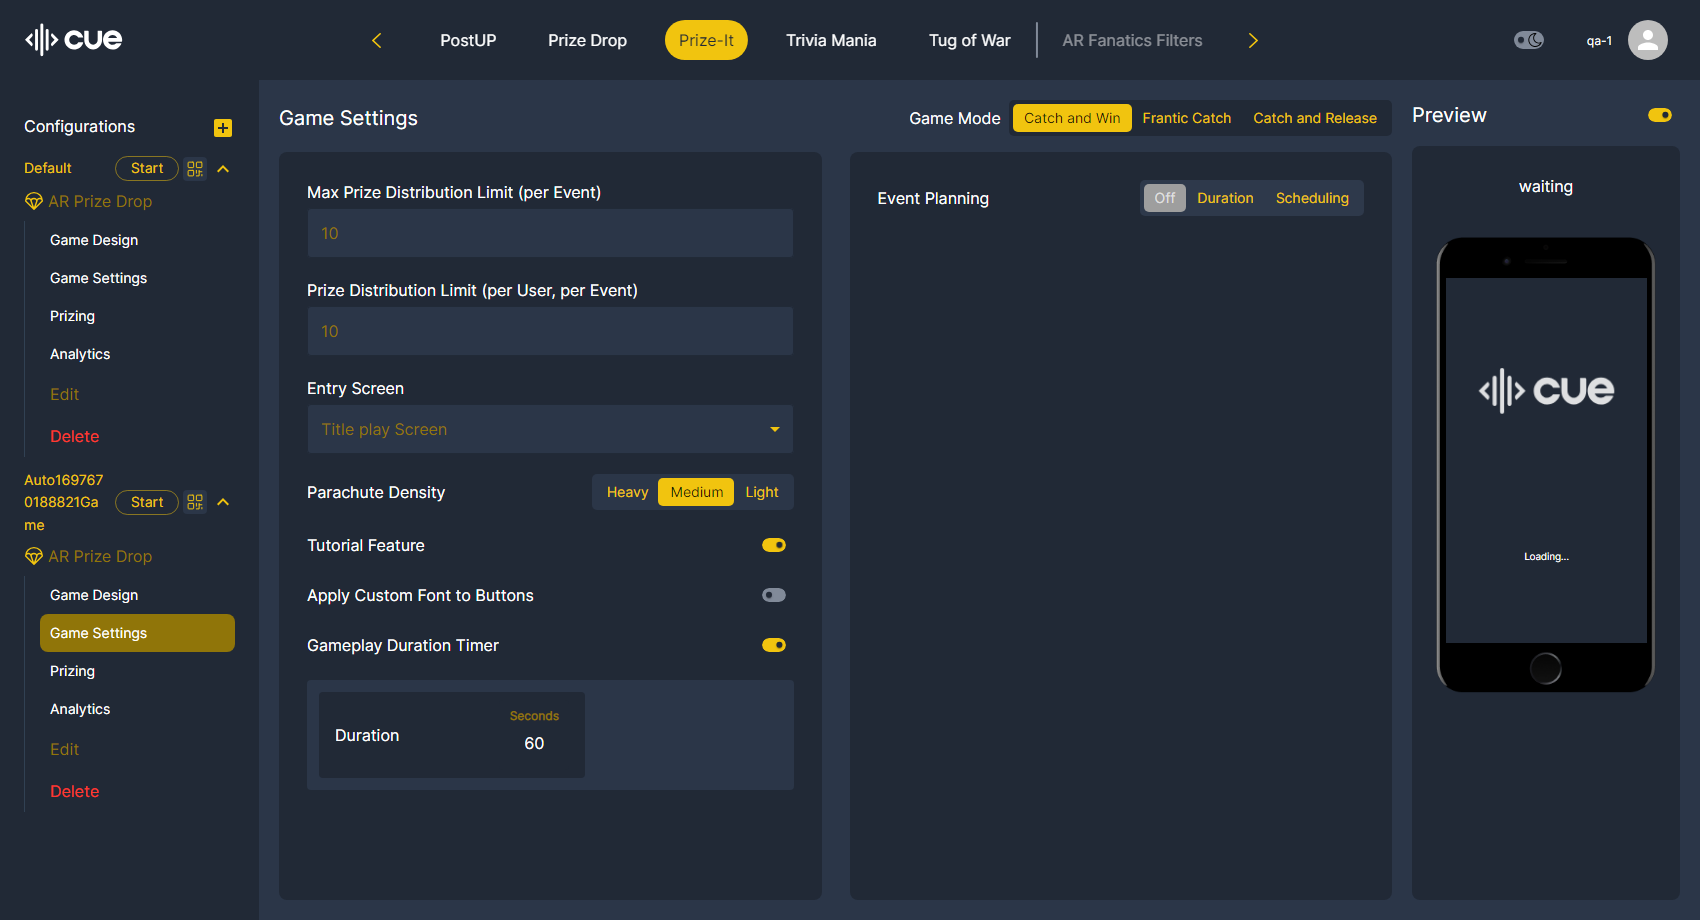 cue
PostUP
Prize Drop
Prize-It
Trivia Mania
Tug of War
AR Fanatics Filters
qa-1
Configurations
Default
Start
AR Prize Drop
Game Design
Game Settings
Prizing
Analytics
Edit
Delete
Auto169767
0188821Ga
me
Start
AR Prize Drop
Game Design
Game Settings
Prizing
Analytics
Edit
Delete
Game Settings
Game Mode
Catch and Win
Frantic Catch
Catch and Release
Max Prize Distribution Limit (per Event)
10
Prize Distribution Limit (per User, per Event)
10
Entry Screen
Title play Screen
Parachute Density
Heavy
Medium
Light
Tutorial Feature
Apply Custom Font to Buttons
Gameplay Duration Timer
Duration
Seconds
60
Event Planning
Off
Duration
Scheduling
Preview
waiting
cue
Loading...